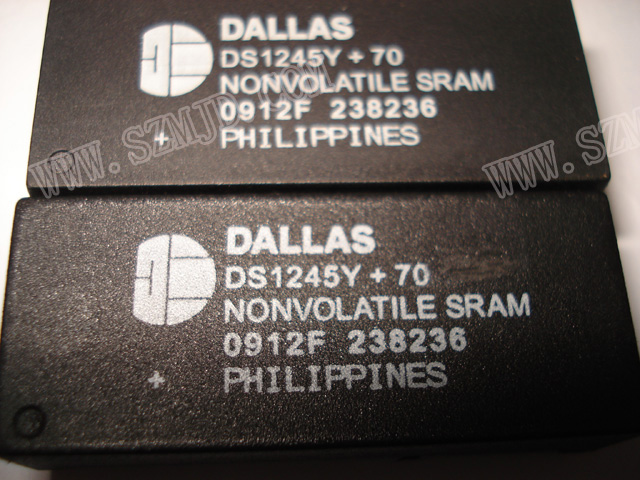 DALLAS
DS1245Y+70
NONVOLATILE SRAM
0912F 238236
+ PHILIPPINES
WWW.SZMJD.COM
WWW.SZM
DALLAS
DS1245Y+70
NONVOLATILE SRAM
0912F 238236
+ PHILIPPINES